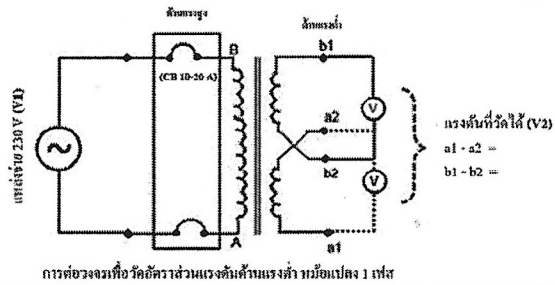 ด้านแรงสูง
ด้านแรงต่ำ
B
b1
(CB 10-20 A)
V
a2
แรงดันที่วัดได้ (V2)
แหล่งจ่าย 230 V (V1)
a1 - a2 =
b2
b1 - b2 =
V
A
a1
การต่อวงจรเพื่อวัดอัตราส่วนแรงดันด้านแรงต่ำ หม้อแปลง 1 เฟส